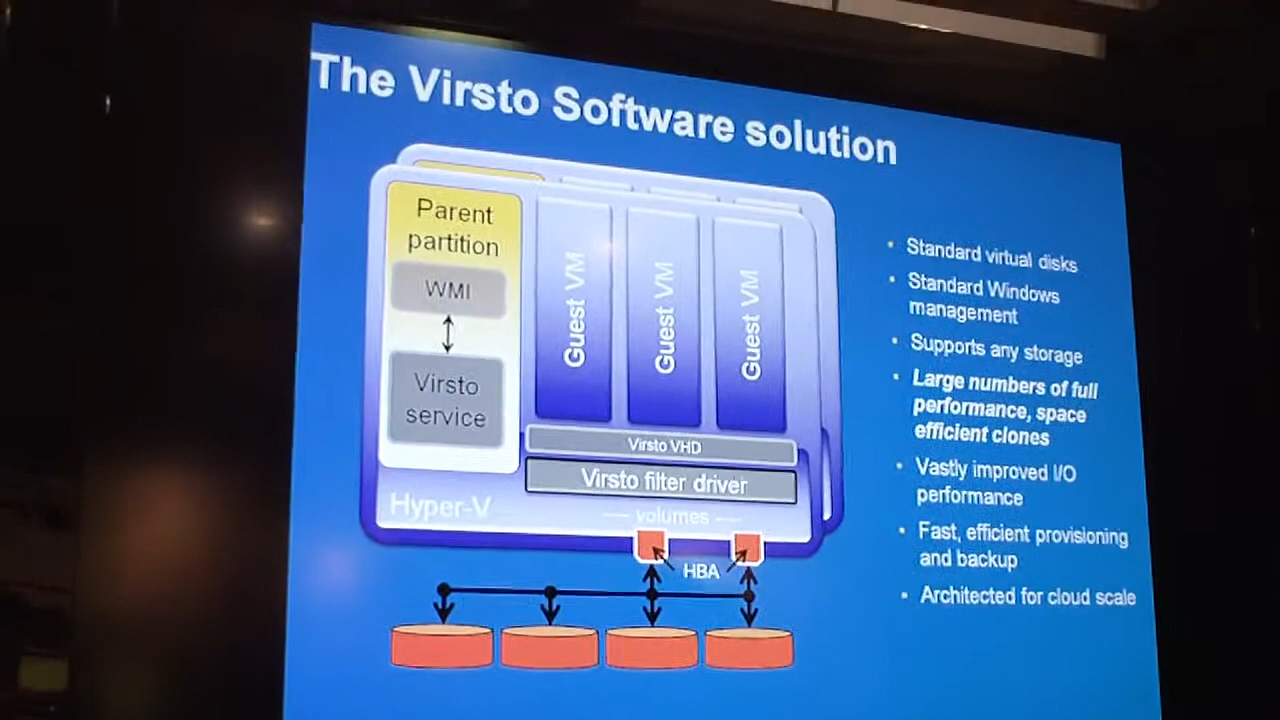 The Virsto Software solution
Parent
partition
WMI
Virsto
service
Guest VM
Guest VM
Guest VM
Virsto VHD
Virsto filter driver
Hyper-V
volumes
HBA
• Standard virtual disks
• Standard Windows
management
• Supports any storage
• Large numbers of full
performance, space
efficient clones
• Vastly improved I/O
performance
• Fast, efficient provisioning
and backup
• Architected for cloud scale